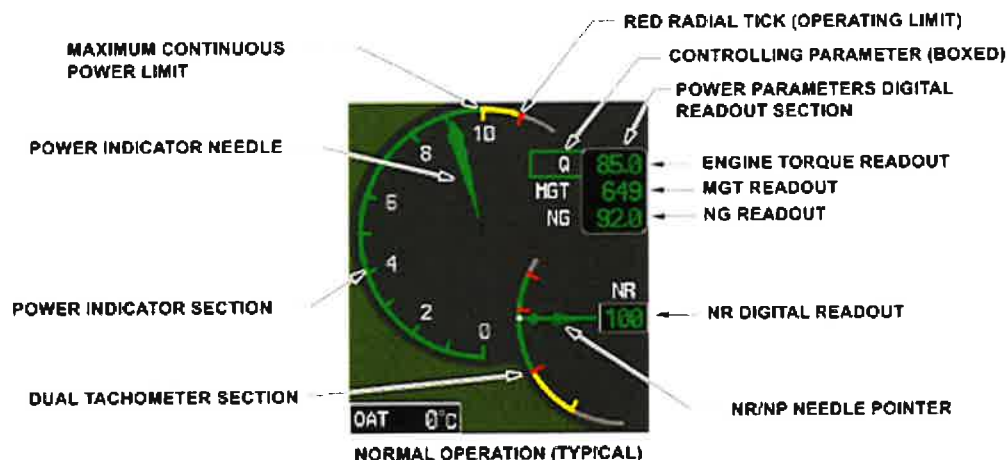 RED RADIAL TICK (OPERATING LIMIT)
MAXIMUM CONTINUOUS
POWER LIMIT
CONTROLLING PARAMETER (BOXED)
POWER PARAMETERS DIGITAL
READOUT SECTION
POWER INDICATOR NEEDLE
10
8
6
4
2
0
Q 85.0
MGT 649
NG 92.0
ENGINE TORQUE READOUT
MGT READOUT
NG READOUT
POWER INDICATOR SECTION
NR
100
NR DIGITAL READOUT
DUAL TACHOMETER SECTION
NR/NP NEEDLE POINTER
OAT 0°C
NORMAL OPERATION (TYPICAL)